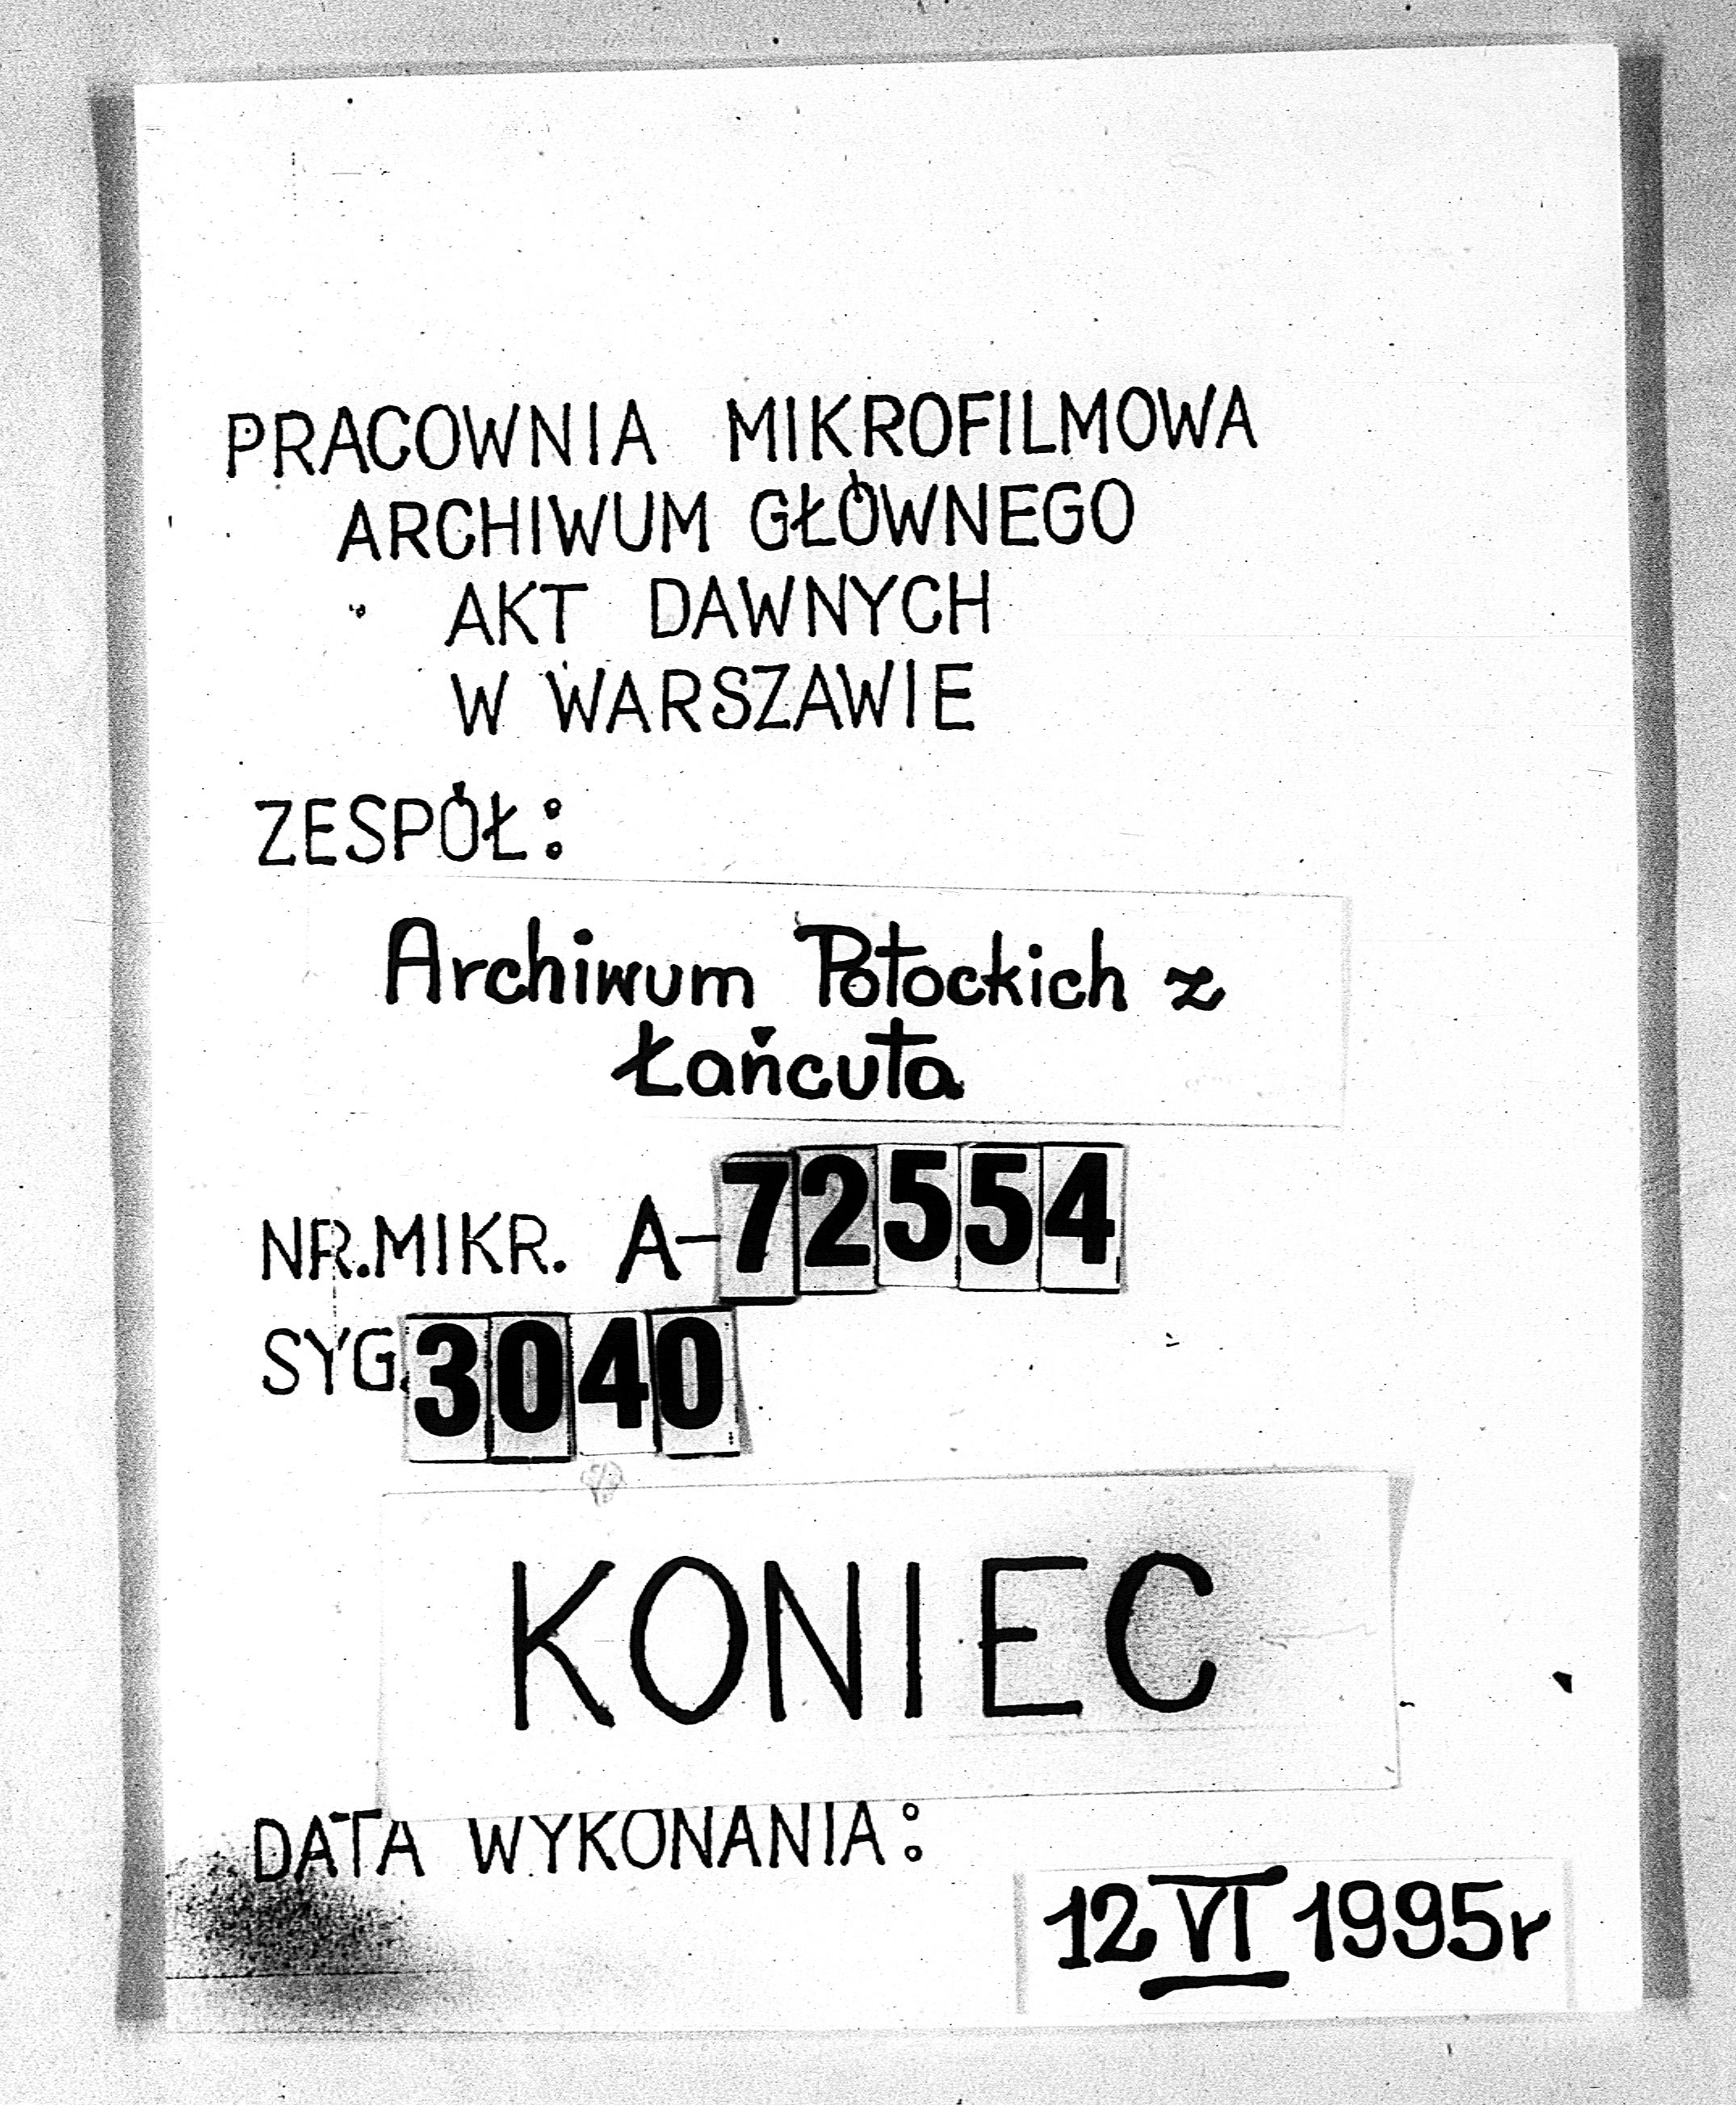 PRACOWNIA MIKROFILMOWA
ARCHIWUM GŁÓWNEGO
AKT DAWNYCH
W WARSZAWIE
ZESPÓŁ:
Archiwum Potockich z
Łańcuta
NR.MIKR. A-72554
SYG.3040
KONIEC
DATA WYKONANIA:
12 VI 1995r